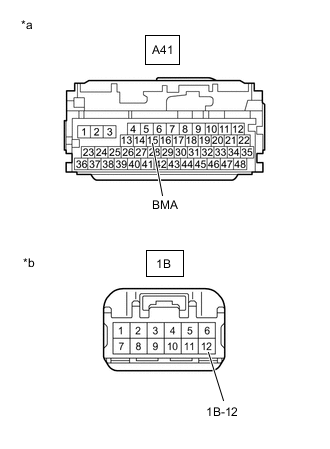 *a
A41
1 2 3 4 5 6 7 8 9 10 11 12
13 14 15 16 17 18 19 20 21 22
23 24 25 26 27 28 29 30 31 32 33 34 35
36 37 38 39 40 41 42 43 44 45 46 47 48
BMA
*b
1B
1 2 3 4 5 6
7 8 9 10 11 12
1B-12